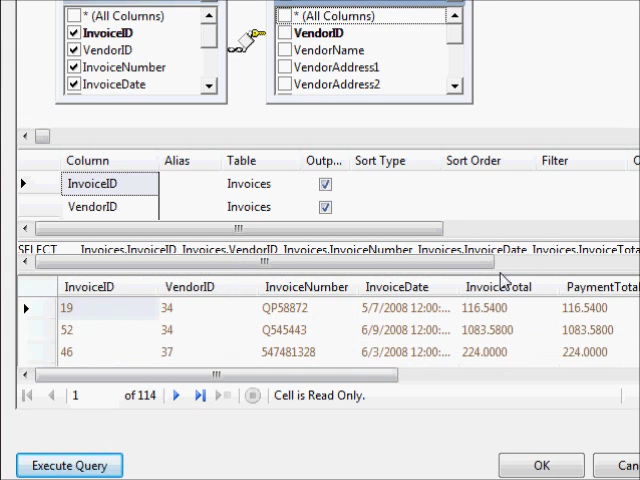 * (All Columns) * (All Columns)
InvoiceID VendorID
VendorID VendorName
InvoiceNumber VendorAddress1
InvoiceDate VendorAddress2
Column Alias Table Outp... Sort Type Sort Order Filter
InvoiceID Invoices
VendorID Invoices
SELECT Invoices.InvoiceID, Invoices.VendorID, Invoices.InvoiceNumber, Invoices.InvoiceDate, Invoices.InvoiceTota
InvoiceID VendorID InvoiceNumber InvoiceDate InvoiceTotal PaymentTotal
19 34 QP58872 5/7/2008 12:00:... 116.5400 116.5400
52 34 Q545443 6/9/2008 12:00:... 1083.5800 1083.5800
46 37 547481328 6/3/2008 12:00:... 224.0000 224.0000
1 of 114 Cell is Read Only.
Execute Query OK Can